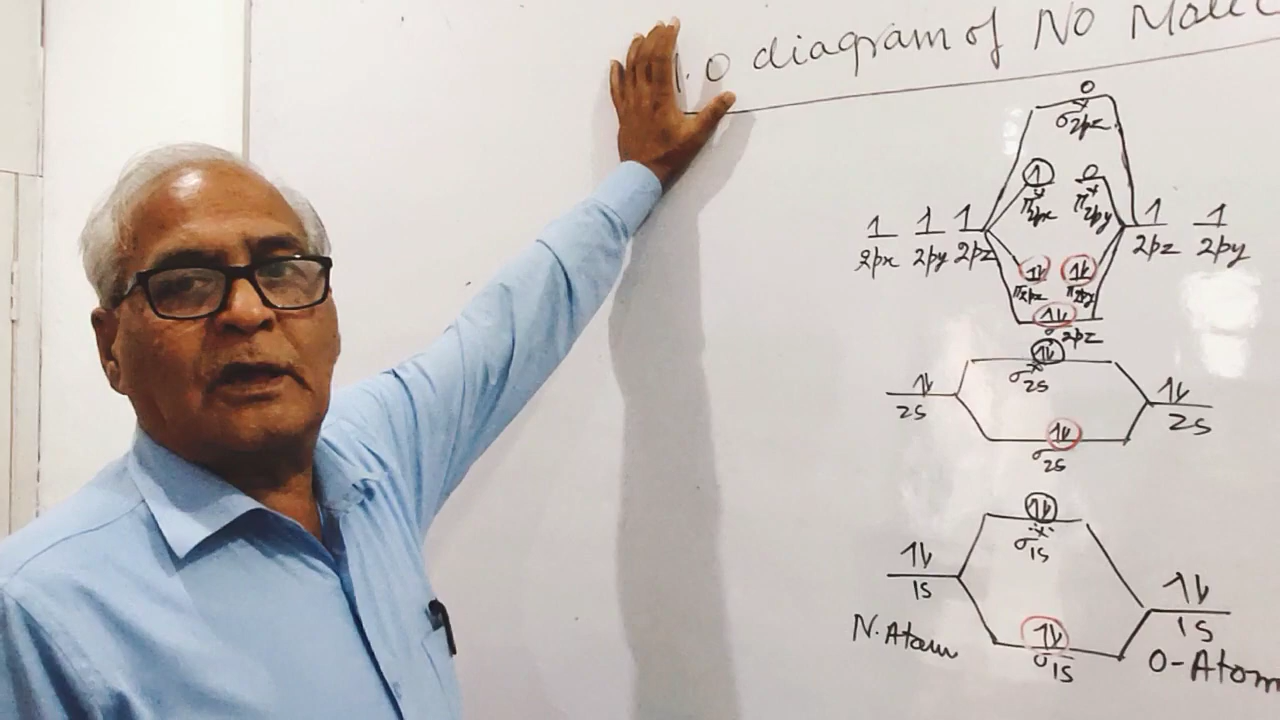 .O diagram of NO Molec
0
σ*2pz
1 0
π*2px π*2py
1 1 1 1 1
2px 2py 2pz 2pz 2py
1⇂ 1⇂
π2px π2py
1⇂
σ2pz
1⇂
σ*2s
1⇂ 1⇂
2s 2s
1⇂
σ2s
1⇂
σ*1s
1⇂ 1⇂
1s 1s
N.Atom 1⇂ O-Atom
σ1s